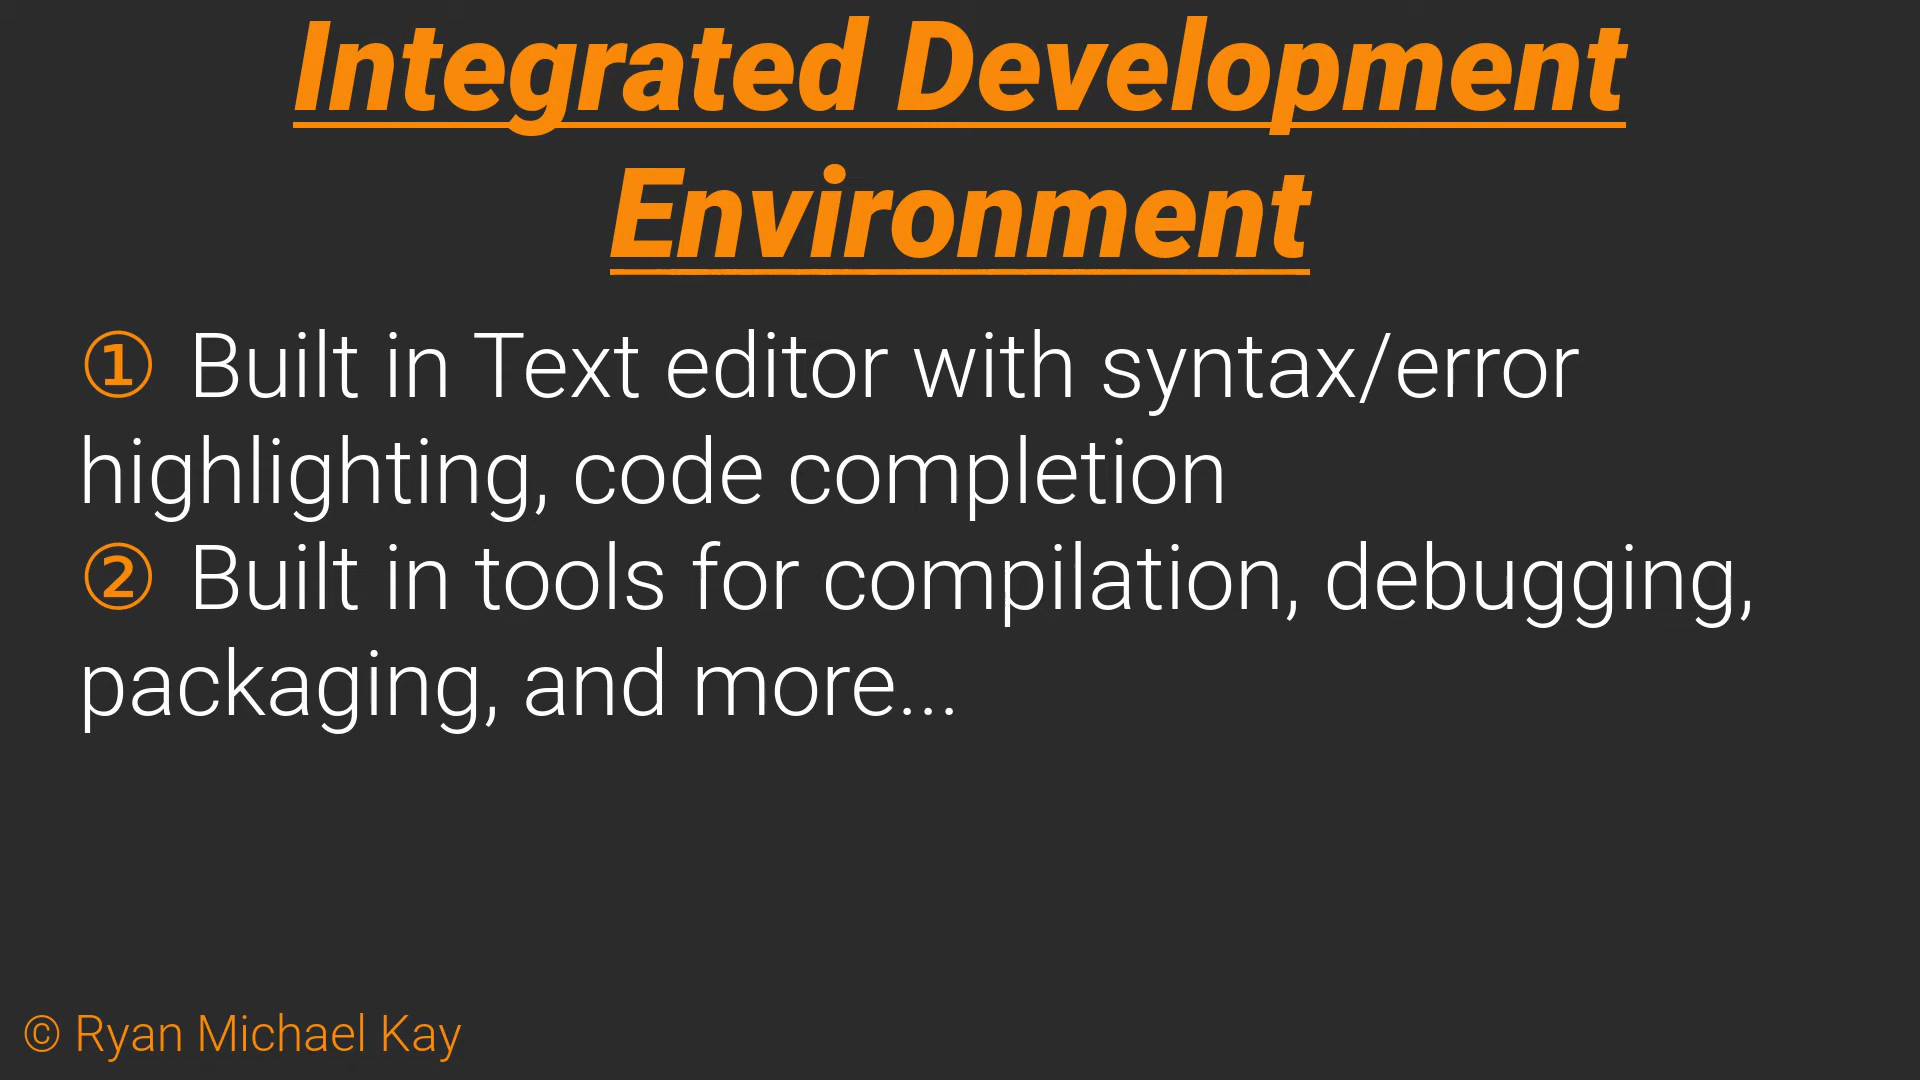 Integrated Development
Environment
① Built in Text editor with syntax/error
highlighting, code completion
② Built in tools for compilation, debugging,
packaging, and more...
© Ryan Michael Kay